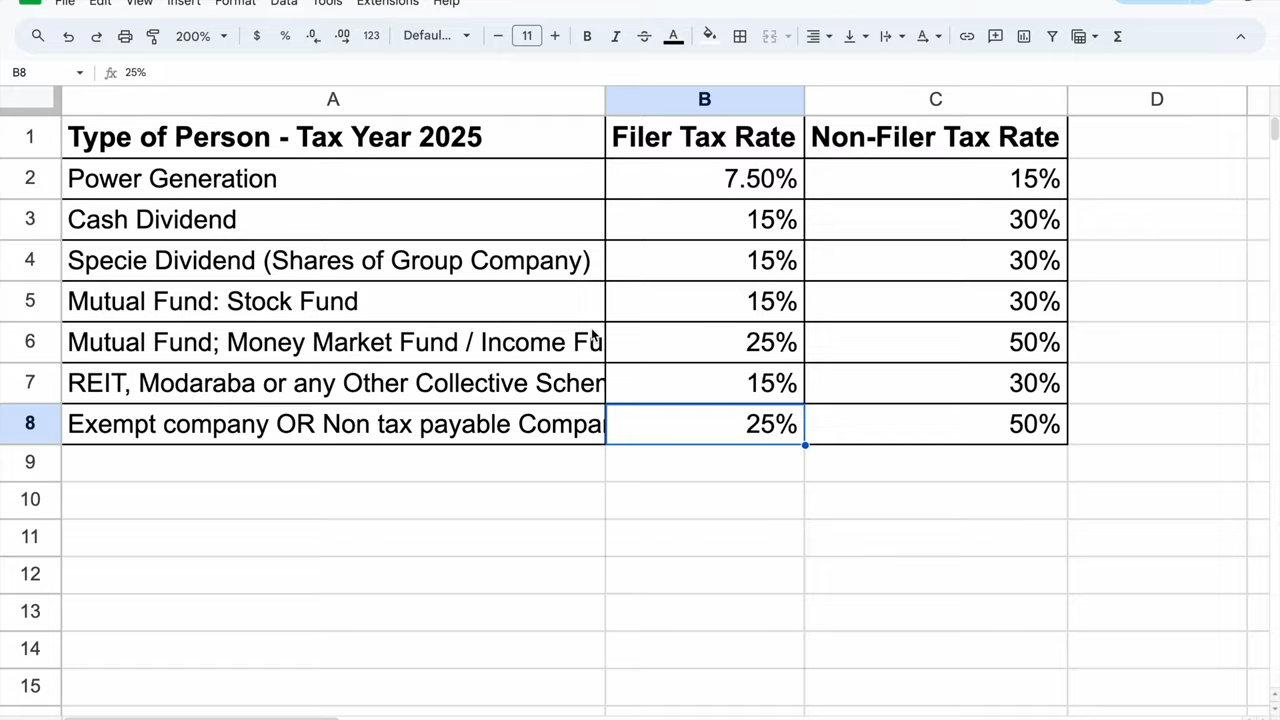 File Edit View Insert Format Data Tools Extensions Help
200% $ % .0 .00 123 Defaul... − 11 + B I S A Σ
B8 fx 25%
A B C D
1 Type of Person - Tax Year 2025 Filer Tax Rate Non-Filer Tax Rate
2 Power Generation 7.50% 15%
3 Cash Dividend 15% 30%
4 Specie Dividend (Shares of Group Company) 15% 30%
5 Mutual Fund: Stock Fund 15% 30%
6 Mutual Fund; Money Market Fund / Income Fu 25% 50%
7 REIT, Modaraba or any Other Collective Schem 15% 30%
8 Exempt company OR Non tax payable Compa 25% 50%
9
10
11
12
13
14
15